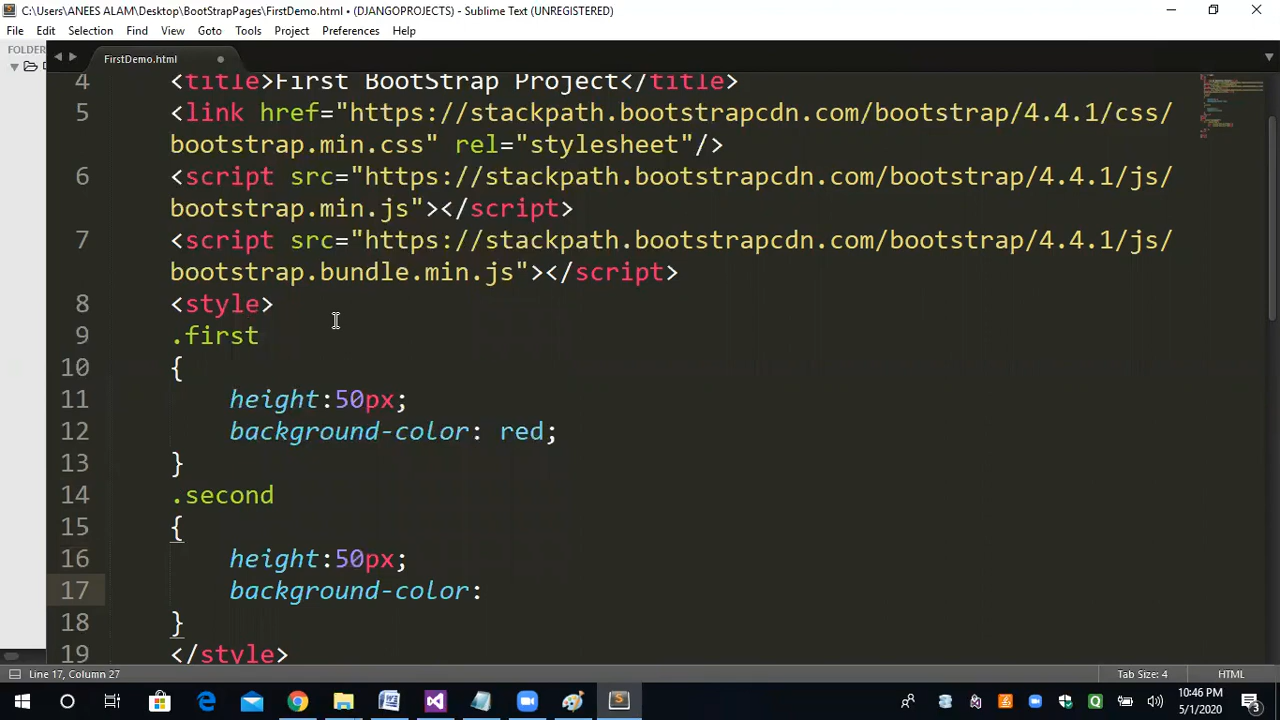 C:\Users\ANEES ALAM\Desktop\BootStrapPages\FirstDemo.html • (DJANGOPROJECTS) - Sublime Text (UNREGISTERED)
File Edit Selection Find View Goto Tools Project Preferences Help
FOLDER
FirstDemo.html
4 <title>First BootStrap Project</title>
5 <link href="https://stackpath.bootstrapcdn.com/bootstrap/4.4.1/css/
bootstrap.min.css" rel="stylesheet"/>
6 <script src="https://stackpath.bootstrapcdn.com/bootstrap/4.4.1/js/
bootstrap.min.js"></script>
7 <script src="https://stackpath.bootstrapcdn.com/bootstrap/4.4.1/js/
bootstrap.bundle.min.js"></script>
8 <style>
9 .first
10 {
11 height:50px;
12 background-color: red;
13 }
14 .second
15 {
16 height:50px;
17 background-color:
18 }
19 </style>
Line 17, Column 27 Tab Size: 4 HTML
10:46 PM
5/1/2020
3